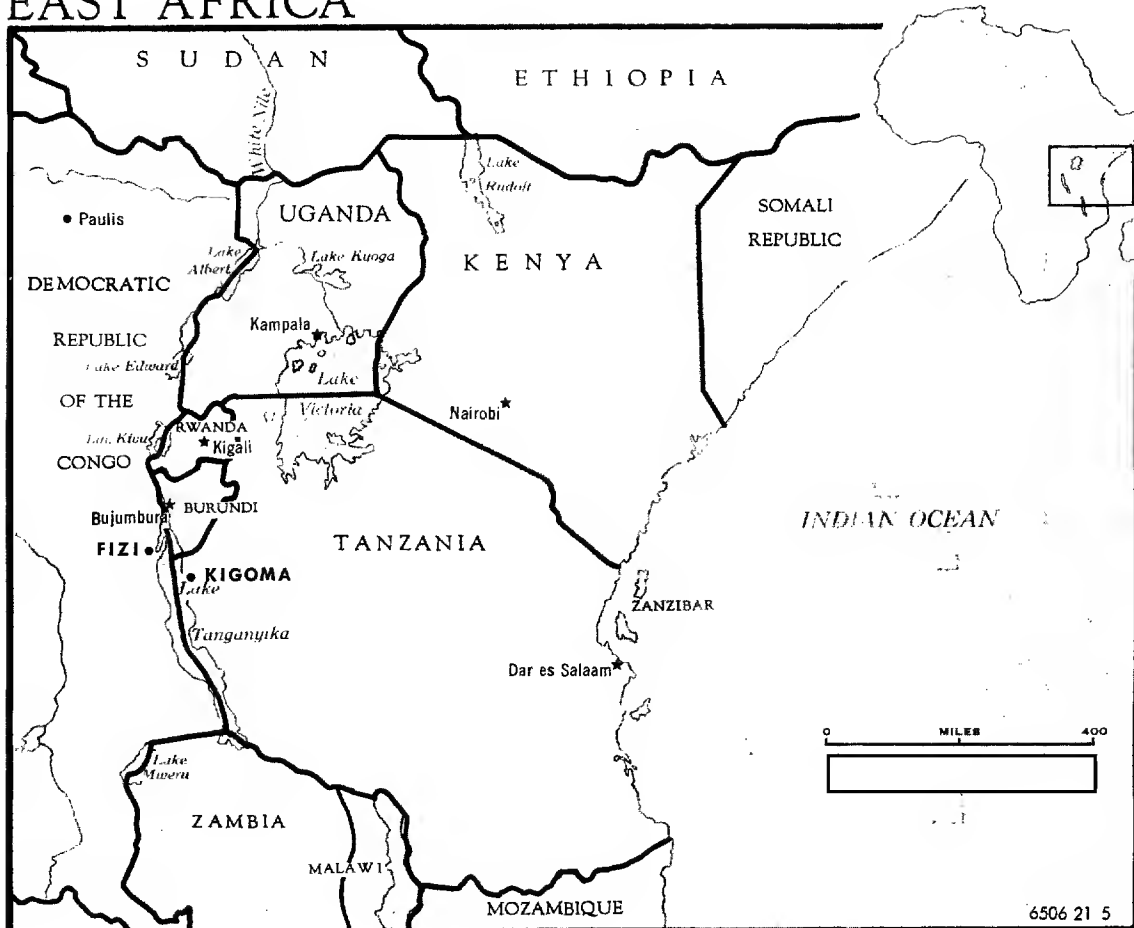 EAST AFRICA
SUDAN
ETHIOPIA
White Nile
Lake
Rudolf
• Paulis
UGANDA
SOMALI
REPUBLIC
Lake
Albert
Lake Kyoga
KENYA
DEMOCRATIC
REPUBLIC
OF THE
CONGO
Kampala
Lake Edward
Lake
Victoria
Nairobi
Kivu
RWANDA
Kigali
Bujumbura
BURUNDI
INDIAN OCEAN
FIZI
TANZANIA
KIGOMA
Lake
Tanganyika
ZANZIBAR
Dar es Salaam
0 MILES 400
Lake
Mweru
ZAMBIA
MALAWI
MOZAMBIQUE
6506 21 5